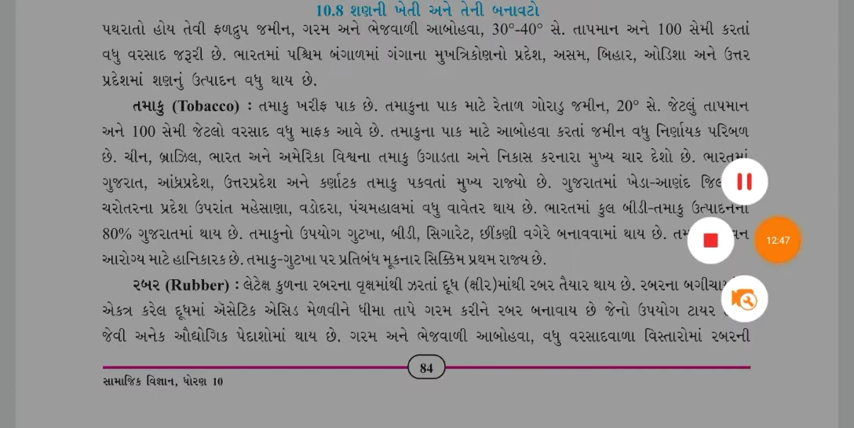 10.8 શણની ખેતી અને તેની બનાવટો
પથરાતો હોય તેવી ફળદ્રુપ જમીન, ગરમ અને ભેજવાળી આબોહવા, 30°-40° સે. તાપમાન અને 100 સેમી કરતાં
વધુ વરસાદ જરૂરી છે. ભારતમાં પશ્ચિમ બંગાળમાં ગંગાના મુખત્રિકોણનો પ્રદેશ, અસમ, બિહાર, ઓડિશા અને ઉત્તર
પ્રદેશમાં શણનું ઉત્પાદન વધુ થાય છે.
તમાકુ (Tobacco) : તમાકુ ખરીફ પાક છે. તમાકુના પાક માટે રેતાળ ગોરાડુ જમીન, 20° સે. જેટલું તાપમાન
અને 100 સેમી જેટલો વરસાદ વધુ માફક આવે છે. તમાકુના પાક માટે આબોહવા કરતાં જમીન વધુ નિર્ણાયક પરિબળ
છે. ચીન, બ્રાઝિલ, ભારત અને અમેરિકા વિશ્વના તમાકુ ઉગાડતા અને નિકાસ કરનારા મુખ્ય ચાર દેશો છે. ભારતમાં
ગુજરાત, આંધ્રપ્રદેશ, ઉત્તરપ્રદેશ અને કર્ણાટક તમાકુ પકવતાં મુખ્ય રાજ્યો છે. ગુજરાતમાં ખેડા-આણંદ
ચરોતરના પ્રદેશ ઉપરાંત મહેસાણા, વડોદરા, પંચમહાલમાં વધુ વાવેતર થાય છે. ભારતમાં કુલ બીડી-તમાકુ ઉત્પાદનના
80% ગુજરાતમાં થાય છે. તમાકુનો ઉપયોગ ગુટખા, બીડી, સિગારેટ, છીંકણી વગેરે બનાવવામાં થાય છે.
12:47
આરોગ્ય માટે હાનિકારક છે. તમાકુ-ગુટખા પર પ્રતિબંધ મૂકનાર સિક્કિમ પ્રથમ રાજ્ય છે.
રબર (Rubber) : લેટેક્ષ કુળના રબરના વૃક્ષમાંથી ઝરતાં દૂધ (ક્ષીર)માંથી રબર તૈયાર થાય છે. રબરના
એકત્ર કરેલ દૂધમાં ઍસેટિક એસિડ મેળવીને ધીમા તાપે ગરમ કરીને રબર બનાવાય છે જેનો ઉપયોગ ટાયર
જેવી અનેક ઔદ્યોગિક પેદાશોમાં થાય છે. ગરમ અને ભેજવાળી આબોહવા, વધુ વરસાદવાળા વિસ્તારોમાં રબરની
84
સામાજિક વિજ્ઞાન, ધોરણ 10